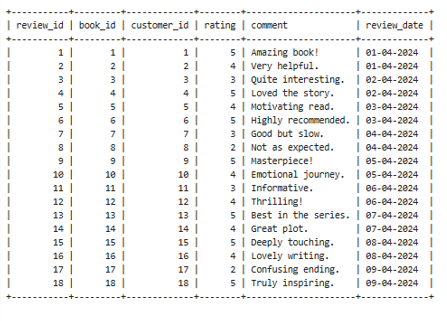 +-----------+---------+-------------+--------+---------------------+-------------+
| review_id | book_id | customer_id | rating | comment             | review_date |
+-----------+---------+-------------+--------+---------------------+-------------+
|         1 |       1 |           1 |      5 | Amazing book!       | 01-04-2024  |
|         2 |       2 |           2 |      4 | Very helpful.       | 01-04-2024  |
|         3 |       3 |           3 |      3 | Quite interesting.  | 02-04-2024  |
|         4 |       4 |           4 |      5 | Loved the story.    | 02-04-2024  |
|         5 |       5 |           5 |      4 | Motivating read.    | 03-04-2024  |
|         6 |       6 |           6 |      5 | Highly recommended. | 03-04-2024  |
|         7 |       7 |           7 |      3 | Good but slow.      | 04-04-2024  |
|         8 |       8 |           8 |      2 | Not as expected.    | 04-04-2024  |
|         9 |       9 |           9 |      5 | Masterpiece!        | 05-04-2024  |
|        10 |      10 |          10 |      4 | Emotional journey.  | 05-04-2024  |
|        11 |      11 |          11 |      3 | Informative.        | 06-04-2024  |
|        12 |      12 |          12 |      4 | Thrilling!          | 06-04-2024  |
|        13 |      13 |          13 |      5 | Best in the series. | 07-04-2024  |
|        14 |      14 |          14 |      4 | Great plot.         | 07-04-2024  |
|        15 |      15 |          15 |      5 | Deeply touching.    | 08-04-2024  |
|        16 |      16 |          16 |      4 | Lovely writing.     | 08-04-2024  |
|        17 |      17 |          17 |      2 | Confusing ending.   | 09-04-2024  |
|        18 |      18 |          18 |      5 | Truly inspiring.    | 09-04-2024  |
+-----------+---------+-------------+--------+---------------------+-------------+